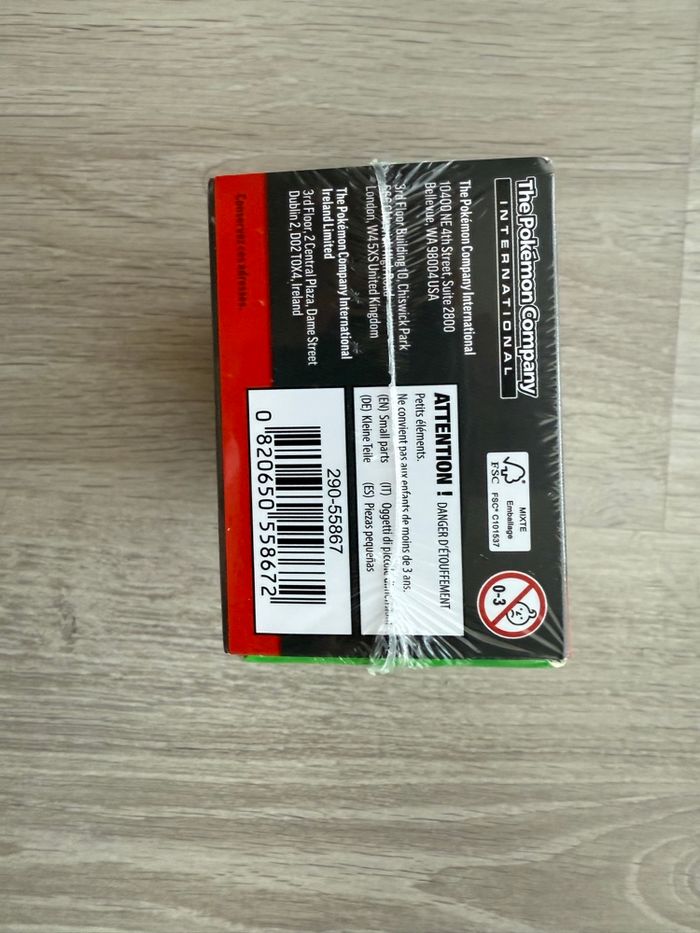 The Pokémon Company
INTERNATIONAL
The Pokémon Company International
10400 NE 4th Street, Suite 2800
Bellevue, WA 98004 USA
3rd Floor Building 10, Chiswick Park
Road
London, W4 5XS United Kingdom
The Pokémon Company International
Ireland Limited
3rd Floor, 2 Central Plaza, Dame Street
Dublin 2, D02 T0X4, Ireland
Conservez ces adresses.
FSC
MIXTE
Emballage
FSC® C101537
0-3
ATTENTION ! DANGER D'ÉTOUFFEMENT
Petits éléments.
Ne convient pas aux enfants de moins de 3 ans.
(EN) Small parts (IT) Oggetti di piccole dimensioni
(DE) Kleine Teile (ES) Piezas pequeñas
290-55867
0 820650 558672